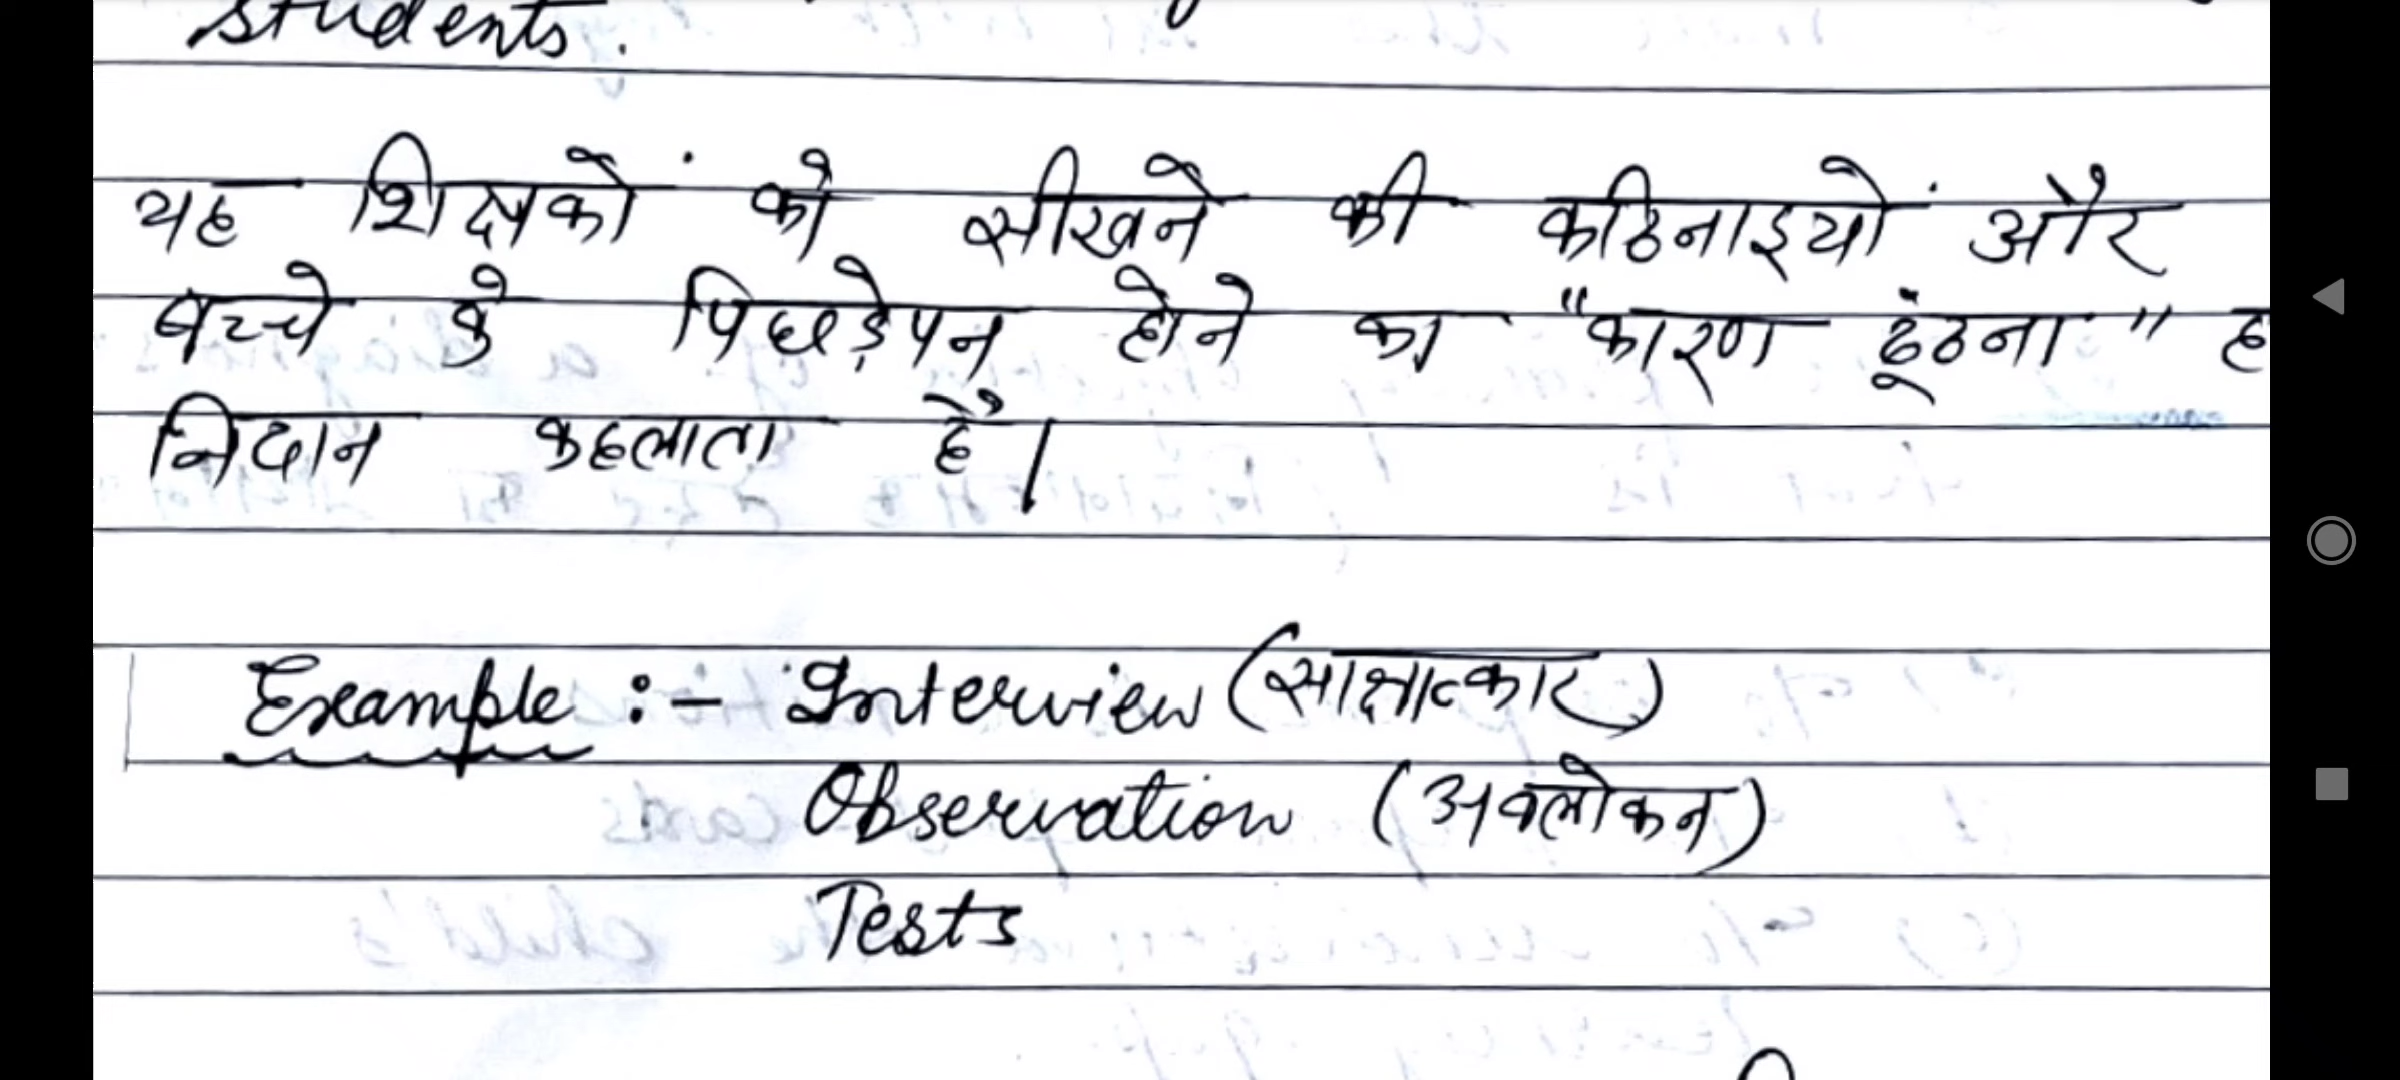 students.
यह शिक्षकों को सीखने की कठिनाइयों और
बच्चे के पिछड़ेपन होने का "कारण ढूंढना"
निदान कहलाता है।
Example :- Interview (साक्षात्कार)
Observation (अवलोकन)
Tests